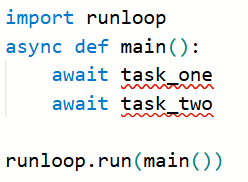 import runloop
async def main():
    await task_one
    await task_two

runloop.run(main())